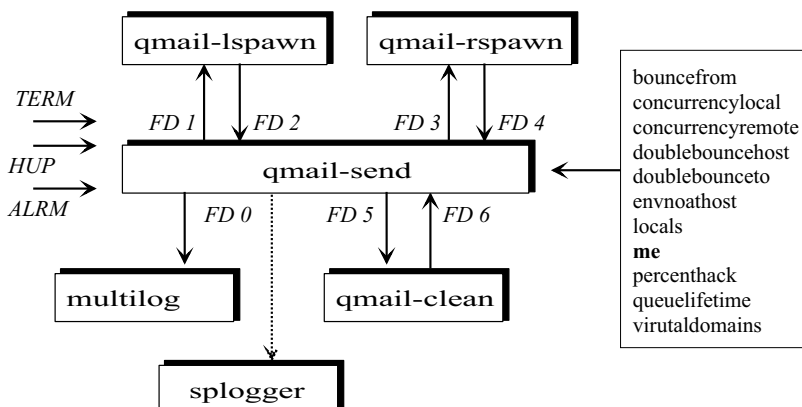 qmail-lspawn
qmail-rspawn
TERM
HUP
ALRM
FD 1
FD 2
FD 3
FD 4
qmail-send
FD 0
FD 5
FD 6
multilog
qmail-clean
splogger
bouncefrom
concurrencylocal
concurrencyremote
doublebouncehost
doublebounceto
envnoathost
locals
me
percenthack
queuelifetime
virutaldomains